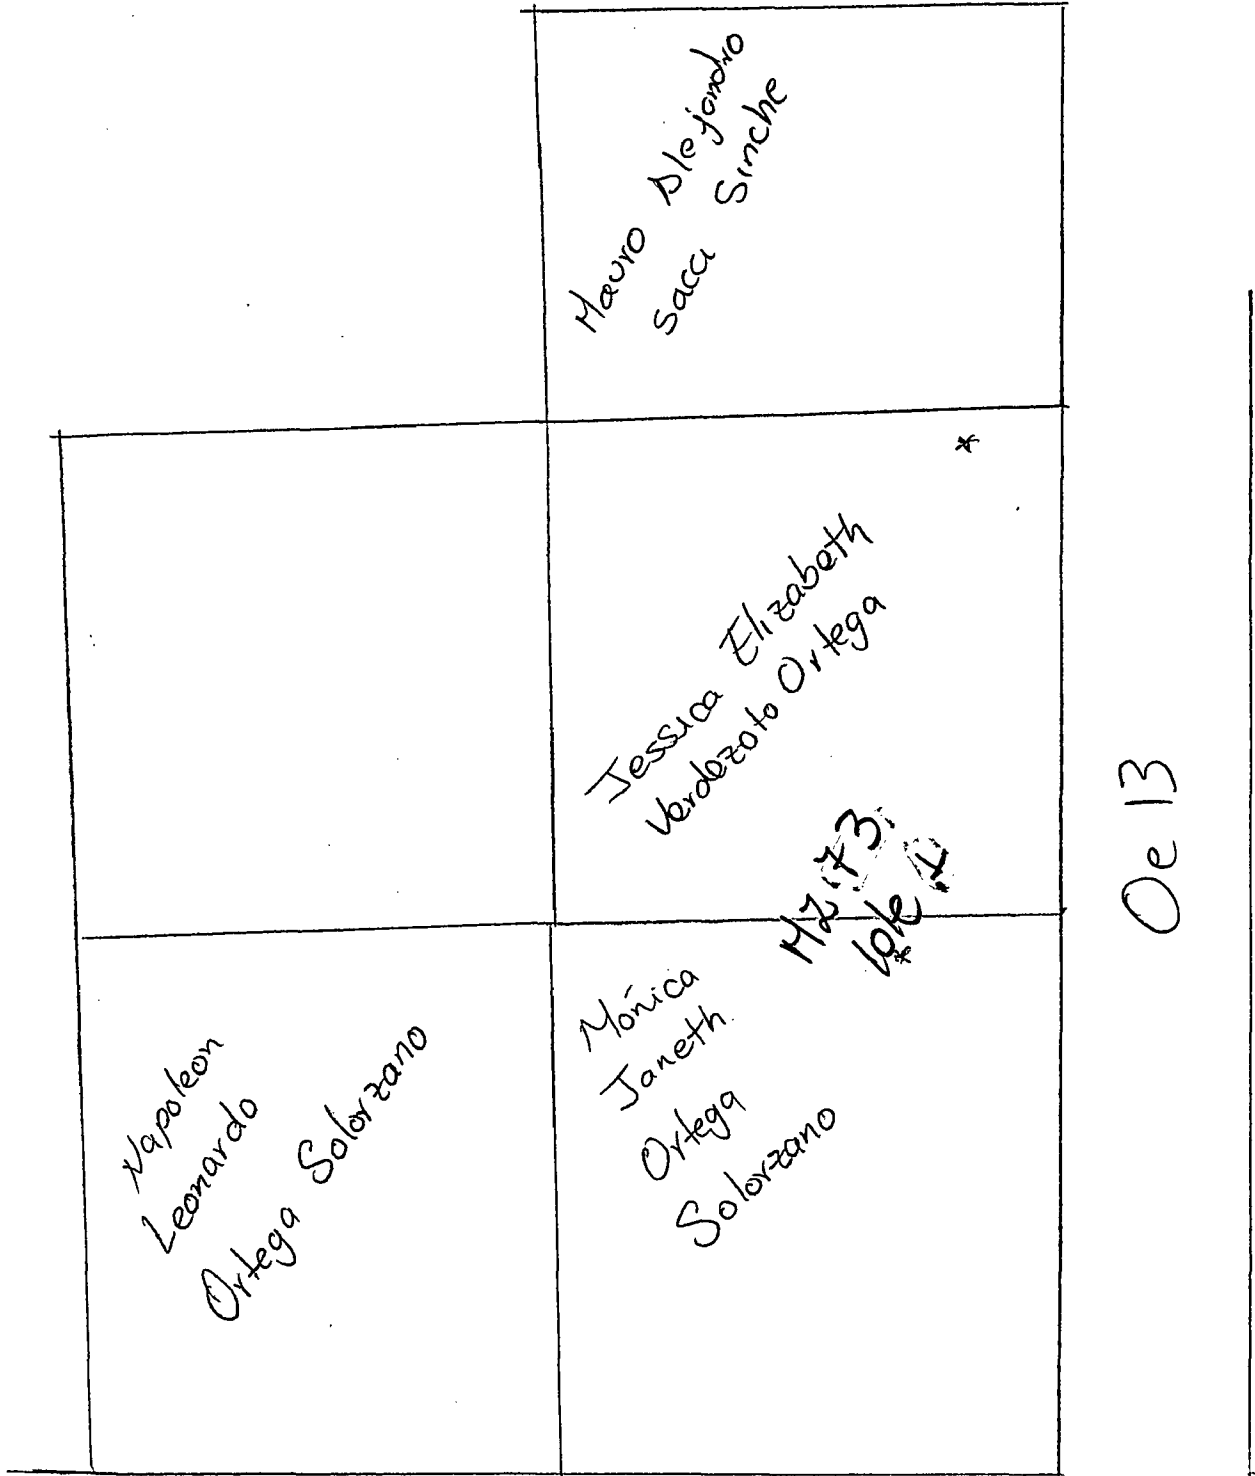 Mauro Alejandro
Saca Sinche
Jessica Elizabeth
Verdezoto Ortega
MZ 73
lote
Mónica
Janeth
Ortega
Solorzano
Napoleon
Leonardo
Ortega Solorzano
Oe 13